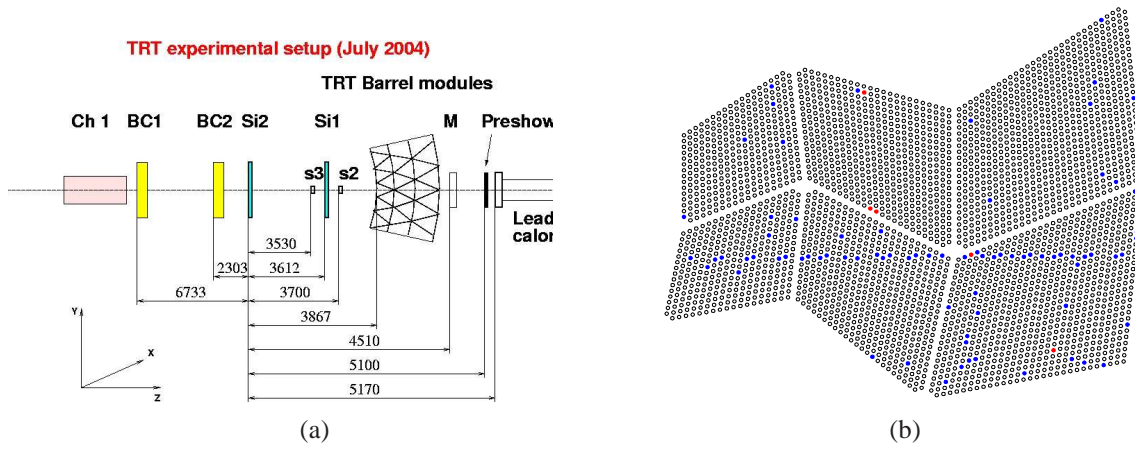 TRT experimental setup (July 2004)
TRT Barrel modules
Ch 1 BC1 BC2 Si2 Si1 M Preshow
s3 s2
Lead
calor
3530
2303 3612
6733 3700
3867
4510
5100
5170
Y
X
Z
(a) (b)